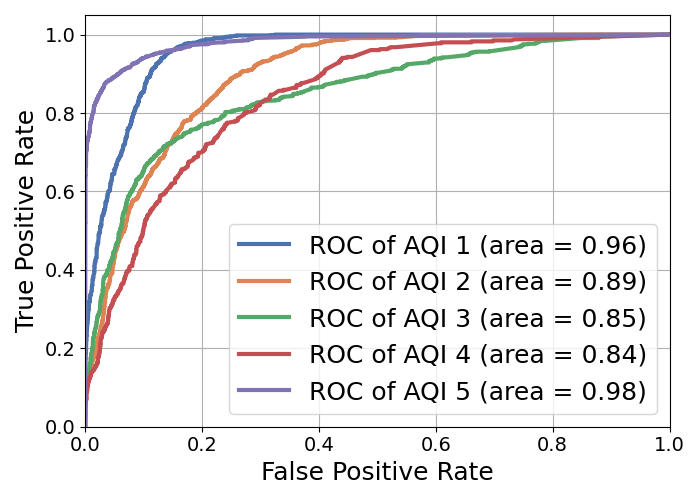 1.0
0.8
0.6
0.4
0.2
0.0
True Positive Rate
ROC of AQI 1 (area = 0.96)
ROC of AQI 2 (area = 0.89)
ROC of AQI 3 (area = 0.85)
ROC of AQI 4 (area = 0.84)
ROC of AQI 5 (area = 0.98)
0.0 0.2 0.4 0.6 0.8 1.0
False Positive Rate